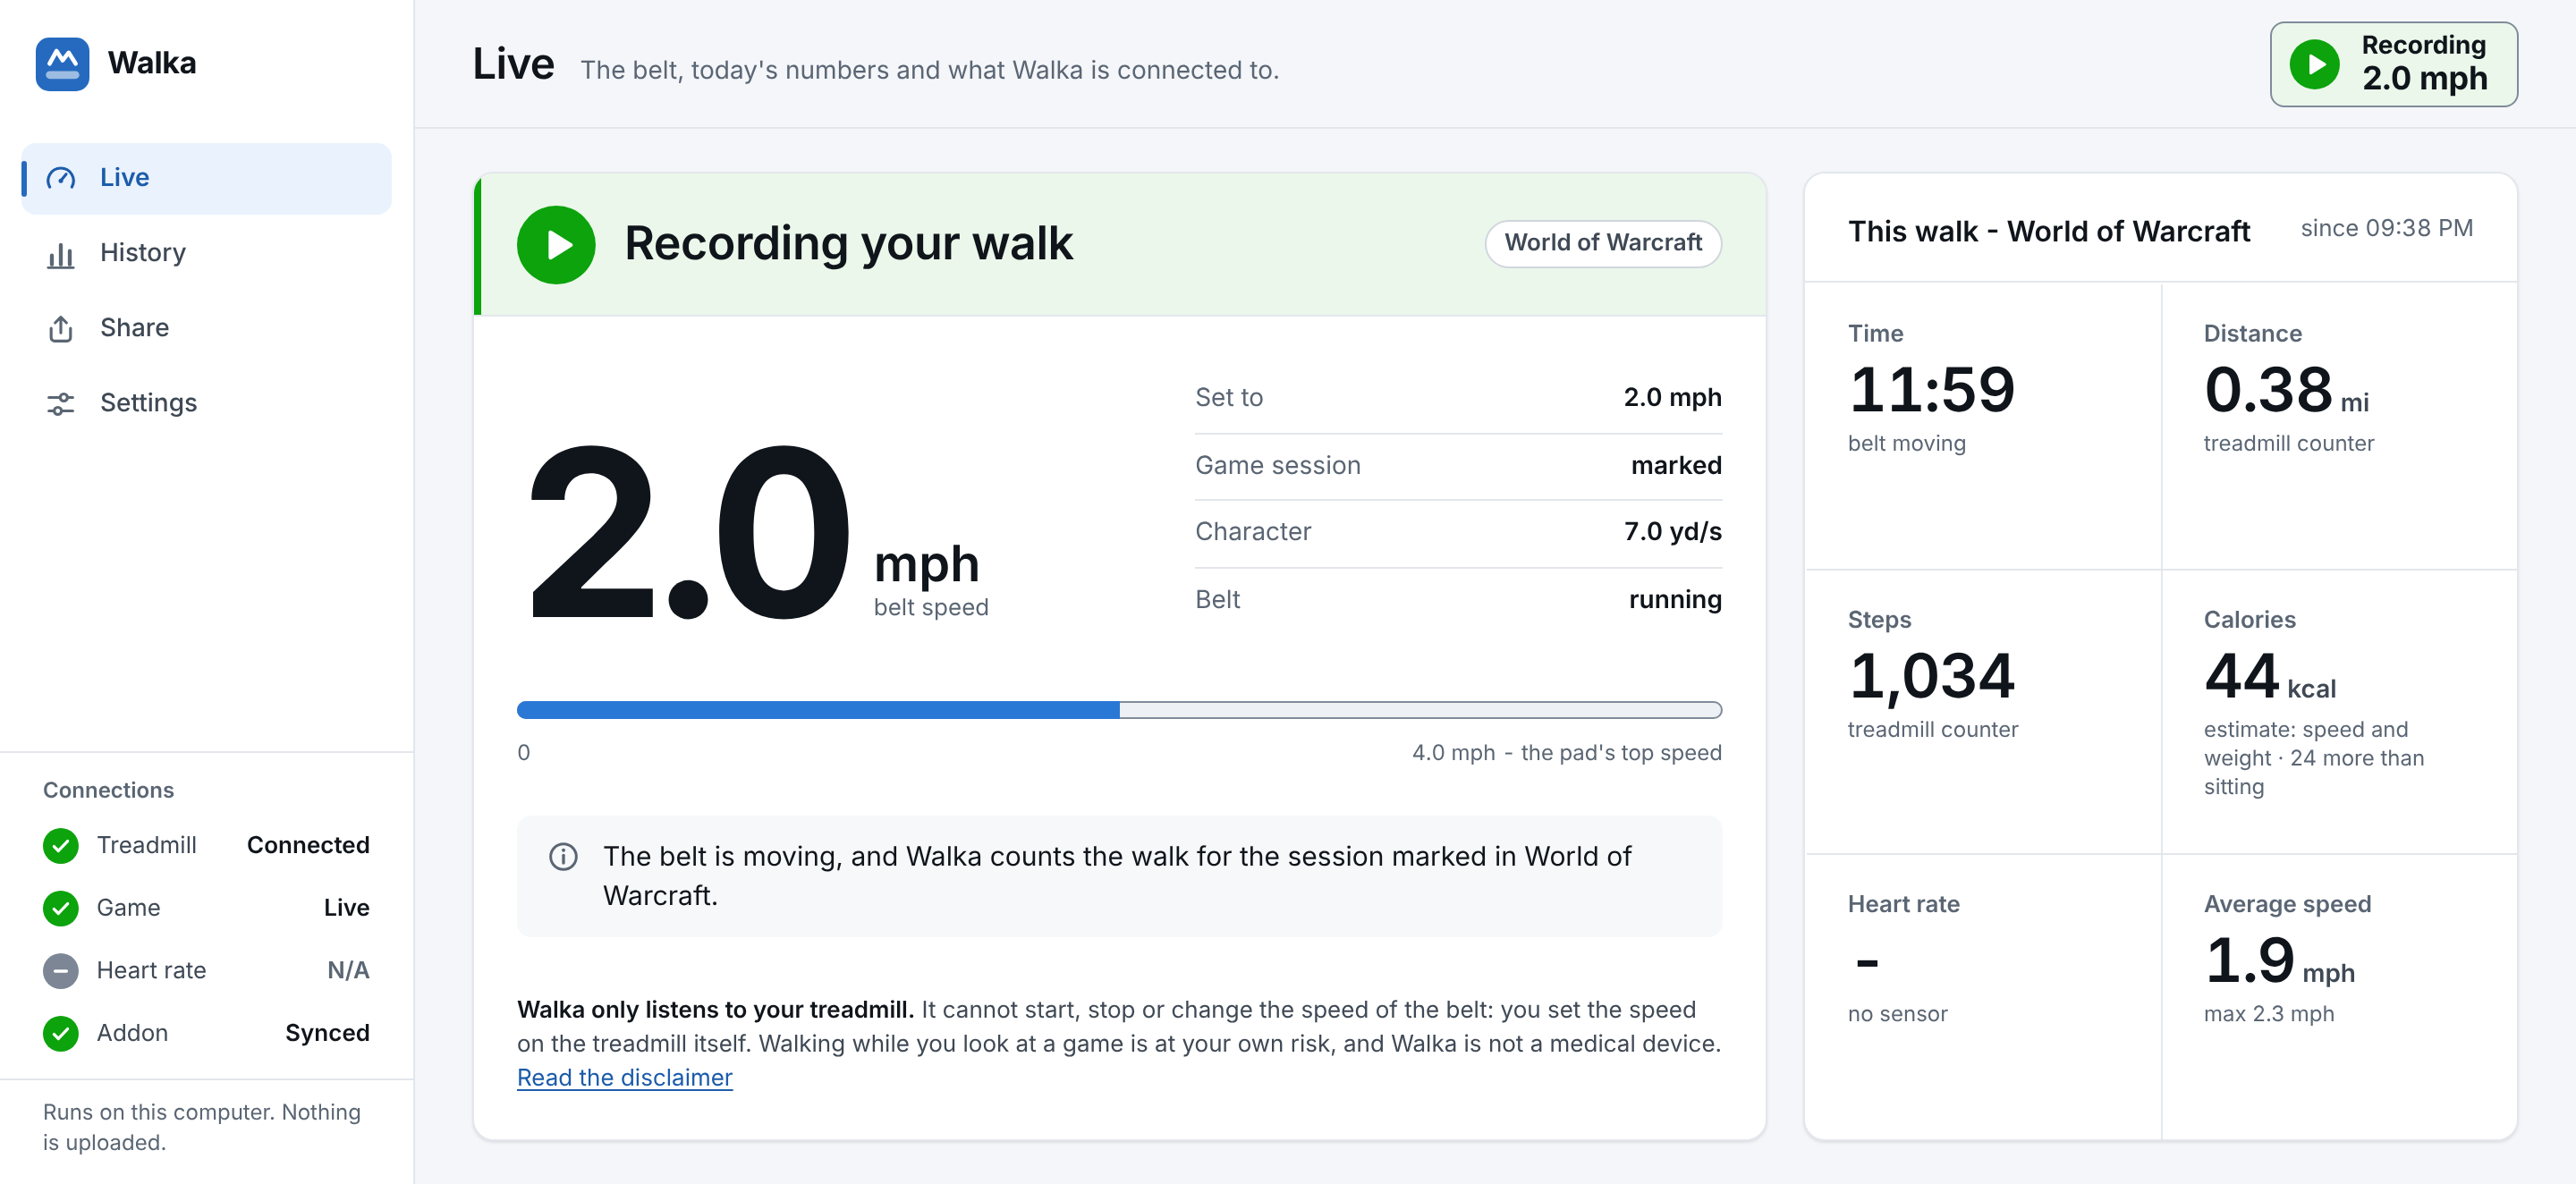 Walka
Live
History
Share
Settings
Connections
Treadmill Connected
Game Live
Heart rate N/A
Addon Synced
Runs on this computer. Nothing
is uploaded.
Live The belt, today's numbers and what Walka is connected to.
Recording
2.0 mph
Recording your walk
World of Warcraft
2.0 mph
belt speed
Set to 2.0 mph
Game session marked
Character 7.0 yd/s
Belt running
0 4.0 mph - the pad's top speed
The belt is moving, and Walka counts the walk for the session marked in World of
Warcraft.
Walka only listens to your treadmill. It cannot start, stop or change the speed of the belt: you set the speed
on the treadmill itself. Walking while you look at a game is at your own risk, and Walka is not a medical device.
Read the disclaimer
This walk - World of Warcraft since 09:38 PM
Time
11:59
belt moving
Distance
0.38 mi
treadmill counter
Steps
1,034
treadmill counter
Calories
44 kcal
estimate: speed and
weight · 24 more than
sitting
Heart rate
-
no sensor
Average speed
1.9 mph
max 2.3 mph